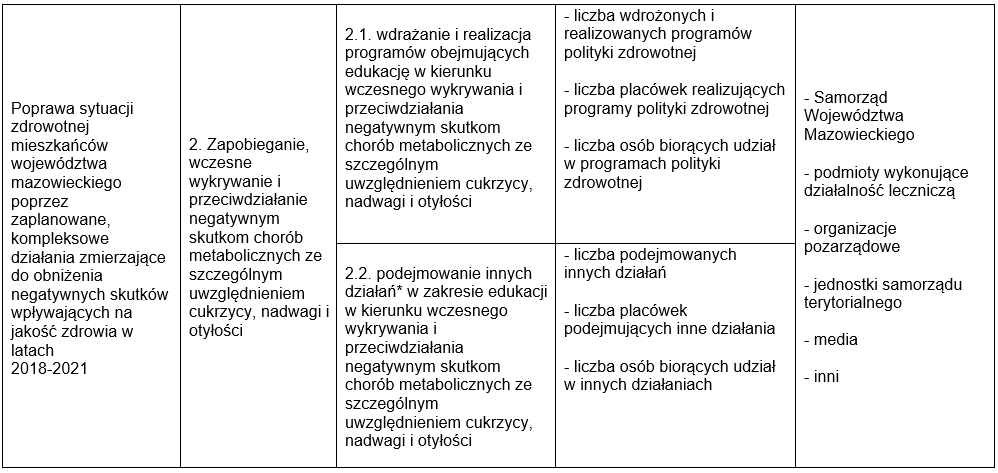 Poprawa sytuacji
zdrowotnej
mieszkańców
województwa
mazowieckiego
poprzez
zaplanowane,
kompleksowe
działania zmierzające
do obniżenia
negatywnych skutków
wpływających na
jakość zdrowia w
latach
2018-2021
2. Zapobieganie,
wczesne
wykrywanie i
przeciwdziałanie
negatywnym
skutkom chorób
metabolicznych ze
szczególnym
uwzględnieniem
cukrzycy, nadwagi i
otyłości
2.1. wdrażanie i realizacja
programów obejmujących
edukację w kierunku
wczesnego wykrywania i
przeciwdziałania
negatywnym skutkom
chorób metabolicznych ze
szczególnym
uwzględnieniem cukrzycy,
nadwagi i otyłości
- liczba wdrożonych i
realizowanych programów
polityki zdrowotnej
- liczba placówek realizujących
programy polityki zdrowotnej
- liczba osób biorących udział
w programach polityki
zdrowotnej
2.2. podejmowanie innych
działań* w zakresie edukacji
w kierunku wczesnego
wykrywania i
przeciwdziałania
negatywnym skutkom
chorób metabolicznych ze
szczególnym
uwzględnieniem cukrzycy,
nadwagi i otyłości
- liczba podejmowanych
innych działań
- liczba placówek
podejmujących inne działania
- liczba osób biorących udział
w innych działaniach
- Samorząd
Województwa
Mazowieckiego
- podmioty wykonujące
działalność leczniczą
- organizacje
pozarządowe
- jednostki samorządu
terytorialnego
- media
- inni